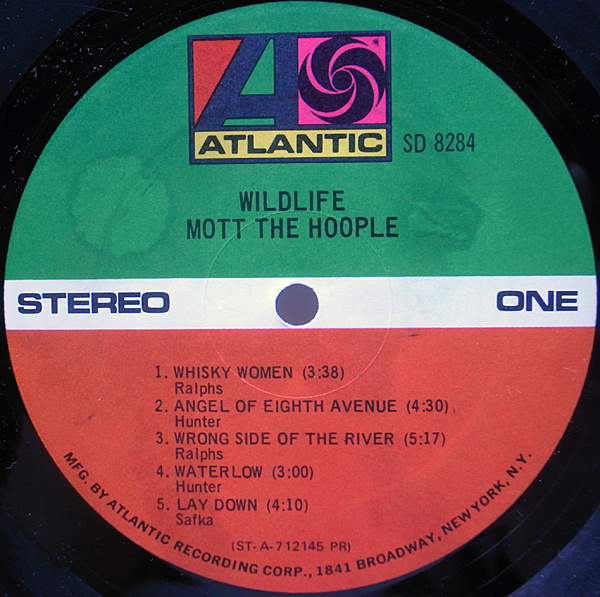 ATLANTIC
SD 8284
WILDLIFE
MOTT THE HOOPLE
STEREO
ONE
1. WHISKY WOMEN (3:38)
Ralphs
2. ANGEL OF EIGHTH AVENUE (4:30)
Hunter
3. WRONG SIDE OF THE RIVER (5:17)
Ralphs
4. WATERLOW (3:00)
Hunter
5. LAY DOWN (4:10)
Safka
(ST-A-712145 PR)
MFG. BY ATLANTIC RECORDING CORP., 1841 BROADWAY, NEW YORK, N.Y.